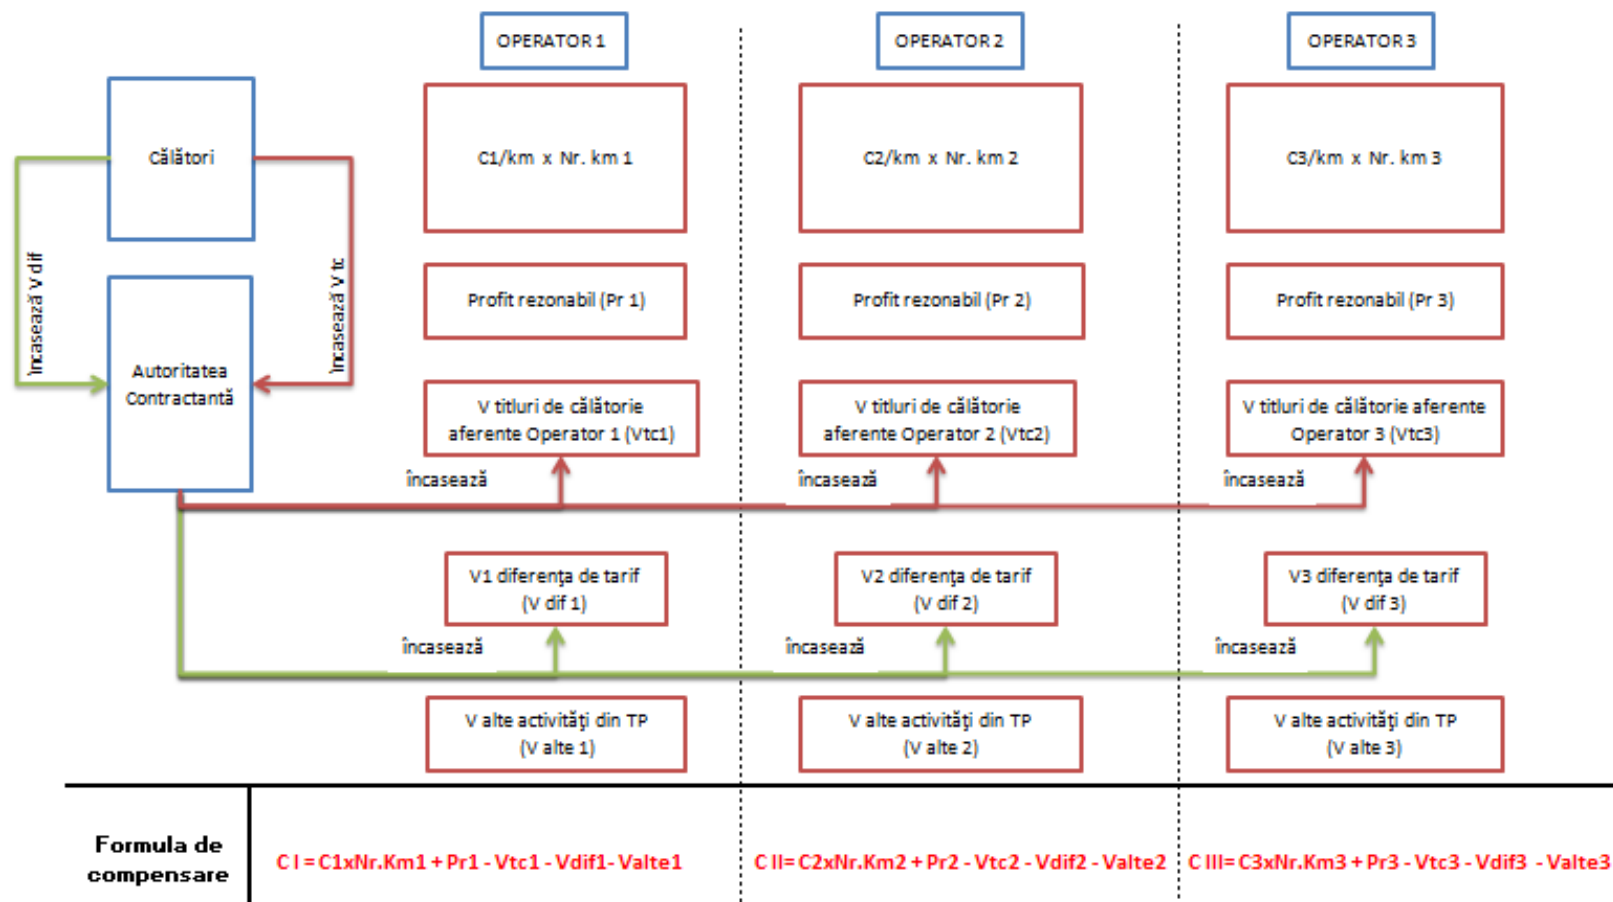 OPERATOR 1
OPERATOR 2
OPERATOR 3
Călători
C1/km x Nr. km 1
C2/km x Nr. km 2
C3/km x Nr. km 3
încasează V dif
încasează V tc
Profit rezonabil (Pr 1)
Profit rezonabil (Pr 2)
Profit rezonabil (Pr 3)
Autoritatea
Contractantă
V titluri de călătorie
aferente Operator 1 (Vtc1)
V titluri de călătorie
aferente Operator 2 (Vtc2)
V titluri de călătorie aferente
Operator 3 (Vtc3)
încasează
încasează
încasează
V1 diferenţa de tarif
(V dif 1)
V2 diferenţa de tarif
(V dif 2)
V3 diferenţa de tarif
(V dif 3)
încasează
încasează
încasează
V alte activităţi din TP
(V alte 1)
V alte activităţi din TP
(V alte 2)
V alte activităţi din TP
(V alte 3)
Formula de
compensare
C I = C1xNr.Km1 + Pr1 - Vtc1 - Vdif1- Valte1
C II= C2xNr.Km2 + Pr2 - Vtc2 - Vdif2 - Valte2
C III= C3xNr.Km3 + Pr3 - Vtc3 - Vdif3 - Valte3